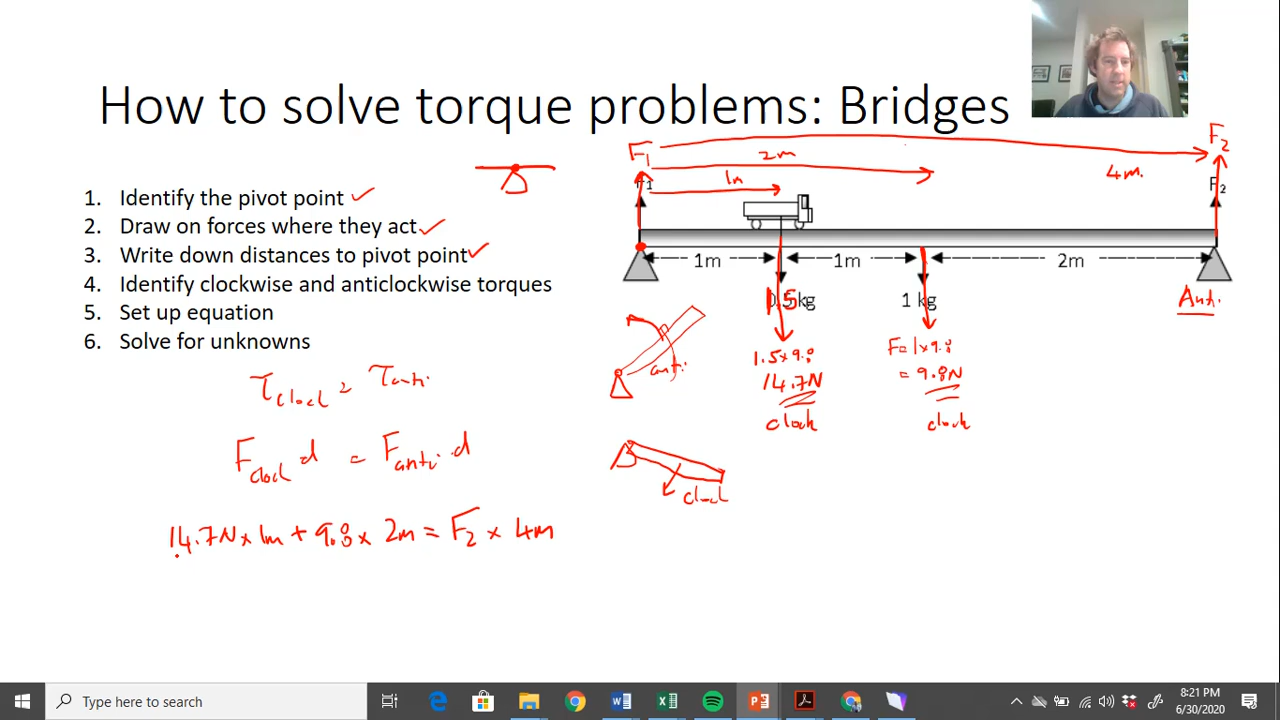 How to solve torque problems: Bridges
1. Identify the pivot point ✓
2. Draw on forces where they act ✓
3. Write down distances to pivot point ✓
4. Identify clockwise and anticlockwise torques
5. Set up equation
6. Solve for unknowns
F₁
2m
4m.
F₂
1m
F₁
F₂
1m
1m
2m
1.5 kg
1 kg
Anti.
anti.
1.5×9.8
14.7N
clock
F=1×9.8
= 9.8N
clock
clock
τclock = τanti.
Fclock d = Fanti. d
14.7N × 1m + 9.8 × 2m = F₂ × 4m
Type here to search
8:21 PM
6/30/2020